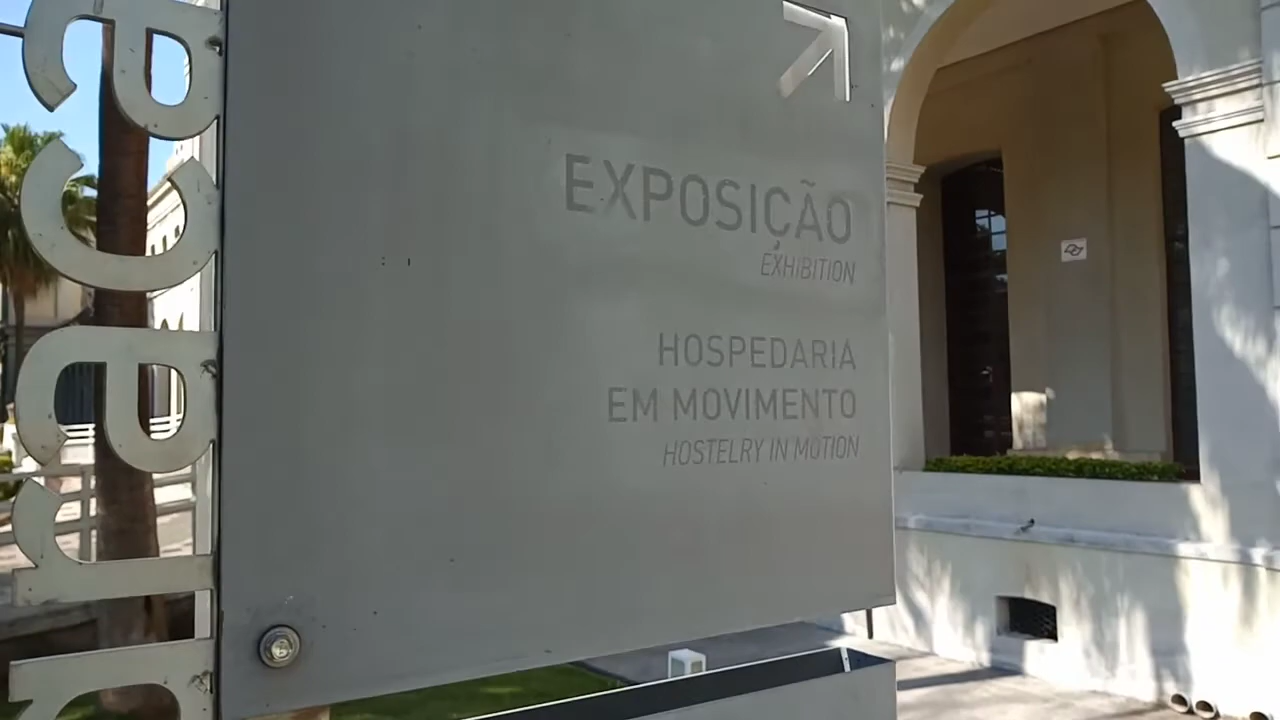 EXPOSIÇÃO
EXHIBITION
HOSPEDARIA
EM MOVIMENTO
HOSTELRY IN MOTION